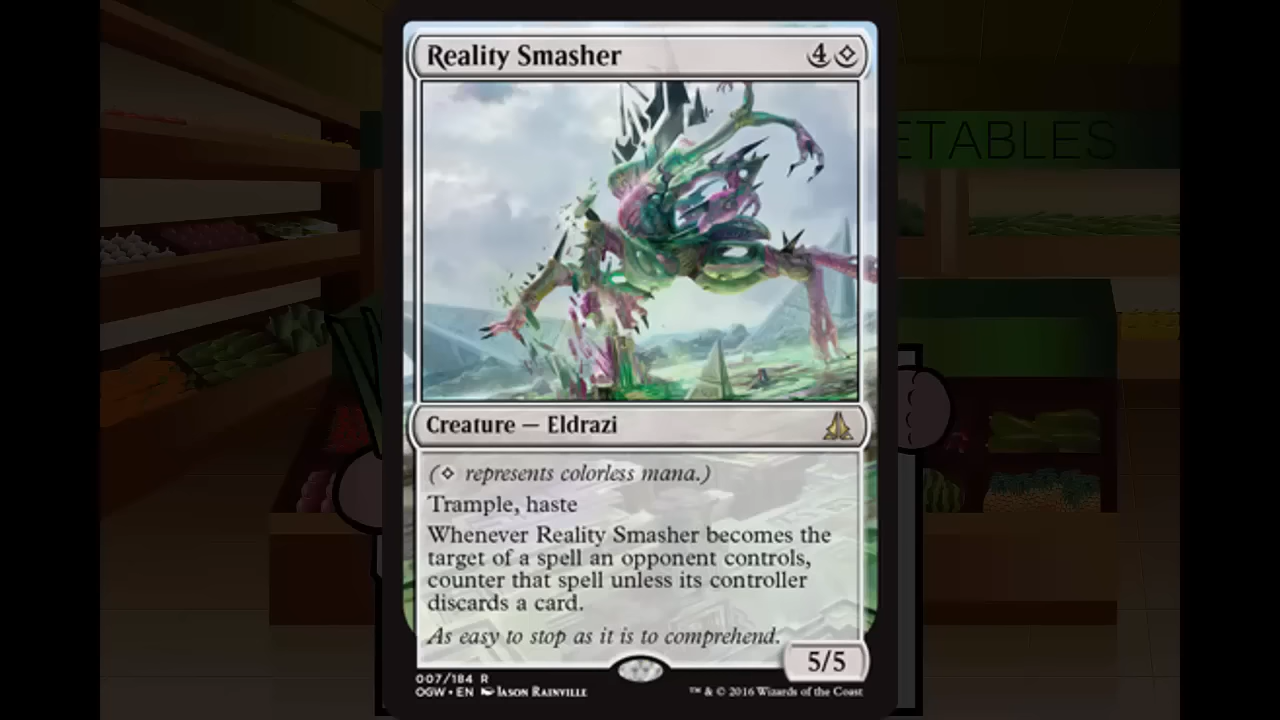 Reality Smasher 4◇
ETABLES
Creature — Eldrazi
(◇ represents colorless mana.)
Trample, haste
Whenever Reality Smasher becomes the
target of a spell an opponent controls,
counter that spell unless its controller
discards a card.
As easy to stop as it is to comprehend.
5/5
007/184 R
OGW • EN Jason Rainville
™ & © 2016 Wizards of the Coast